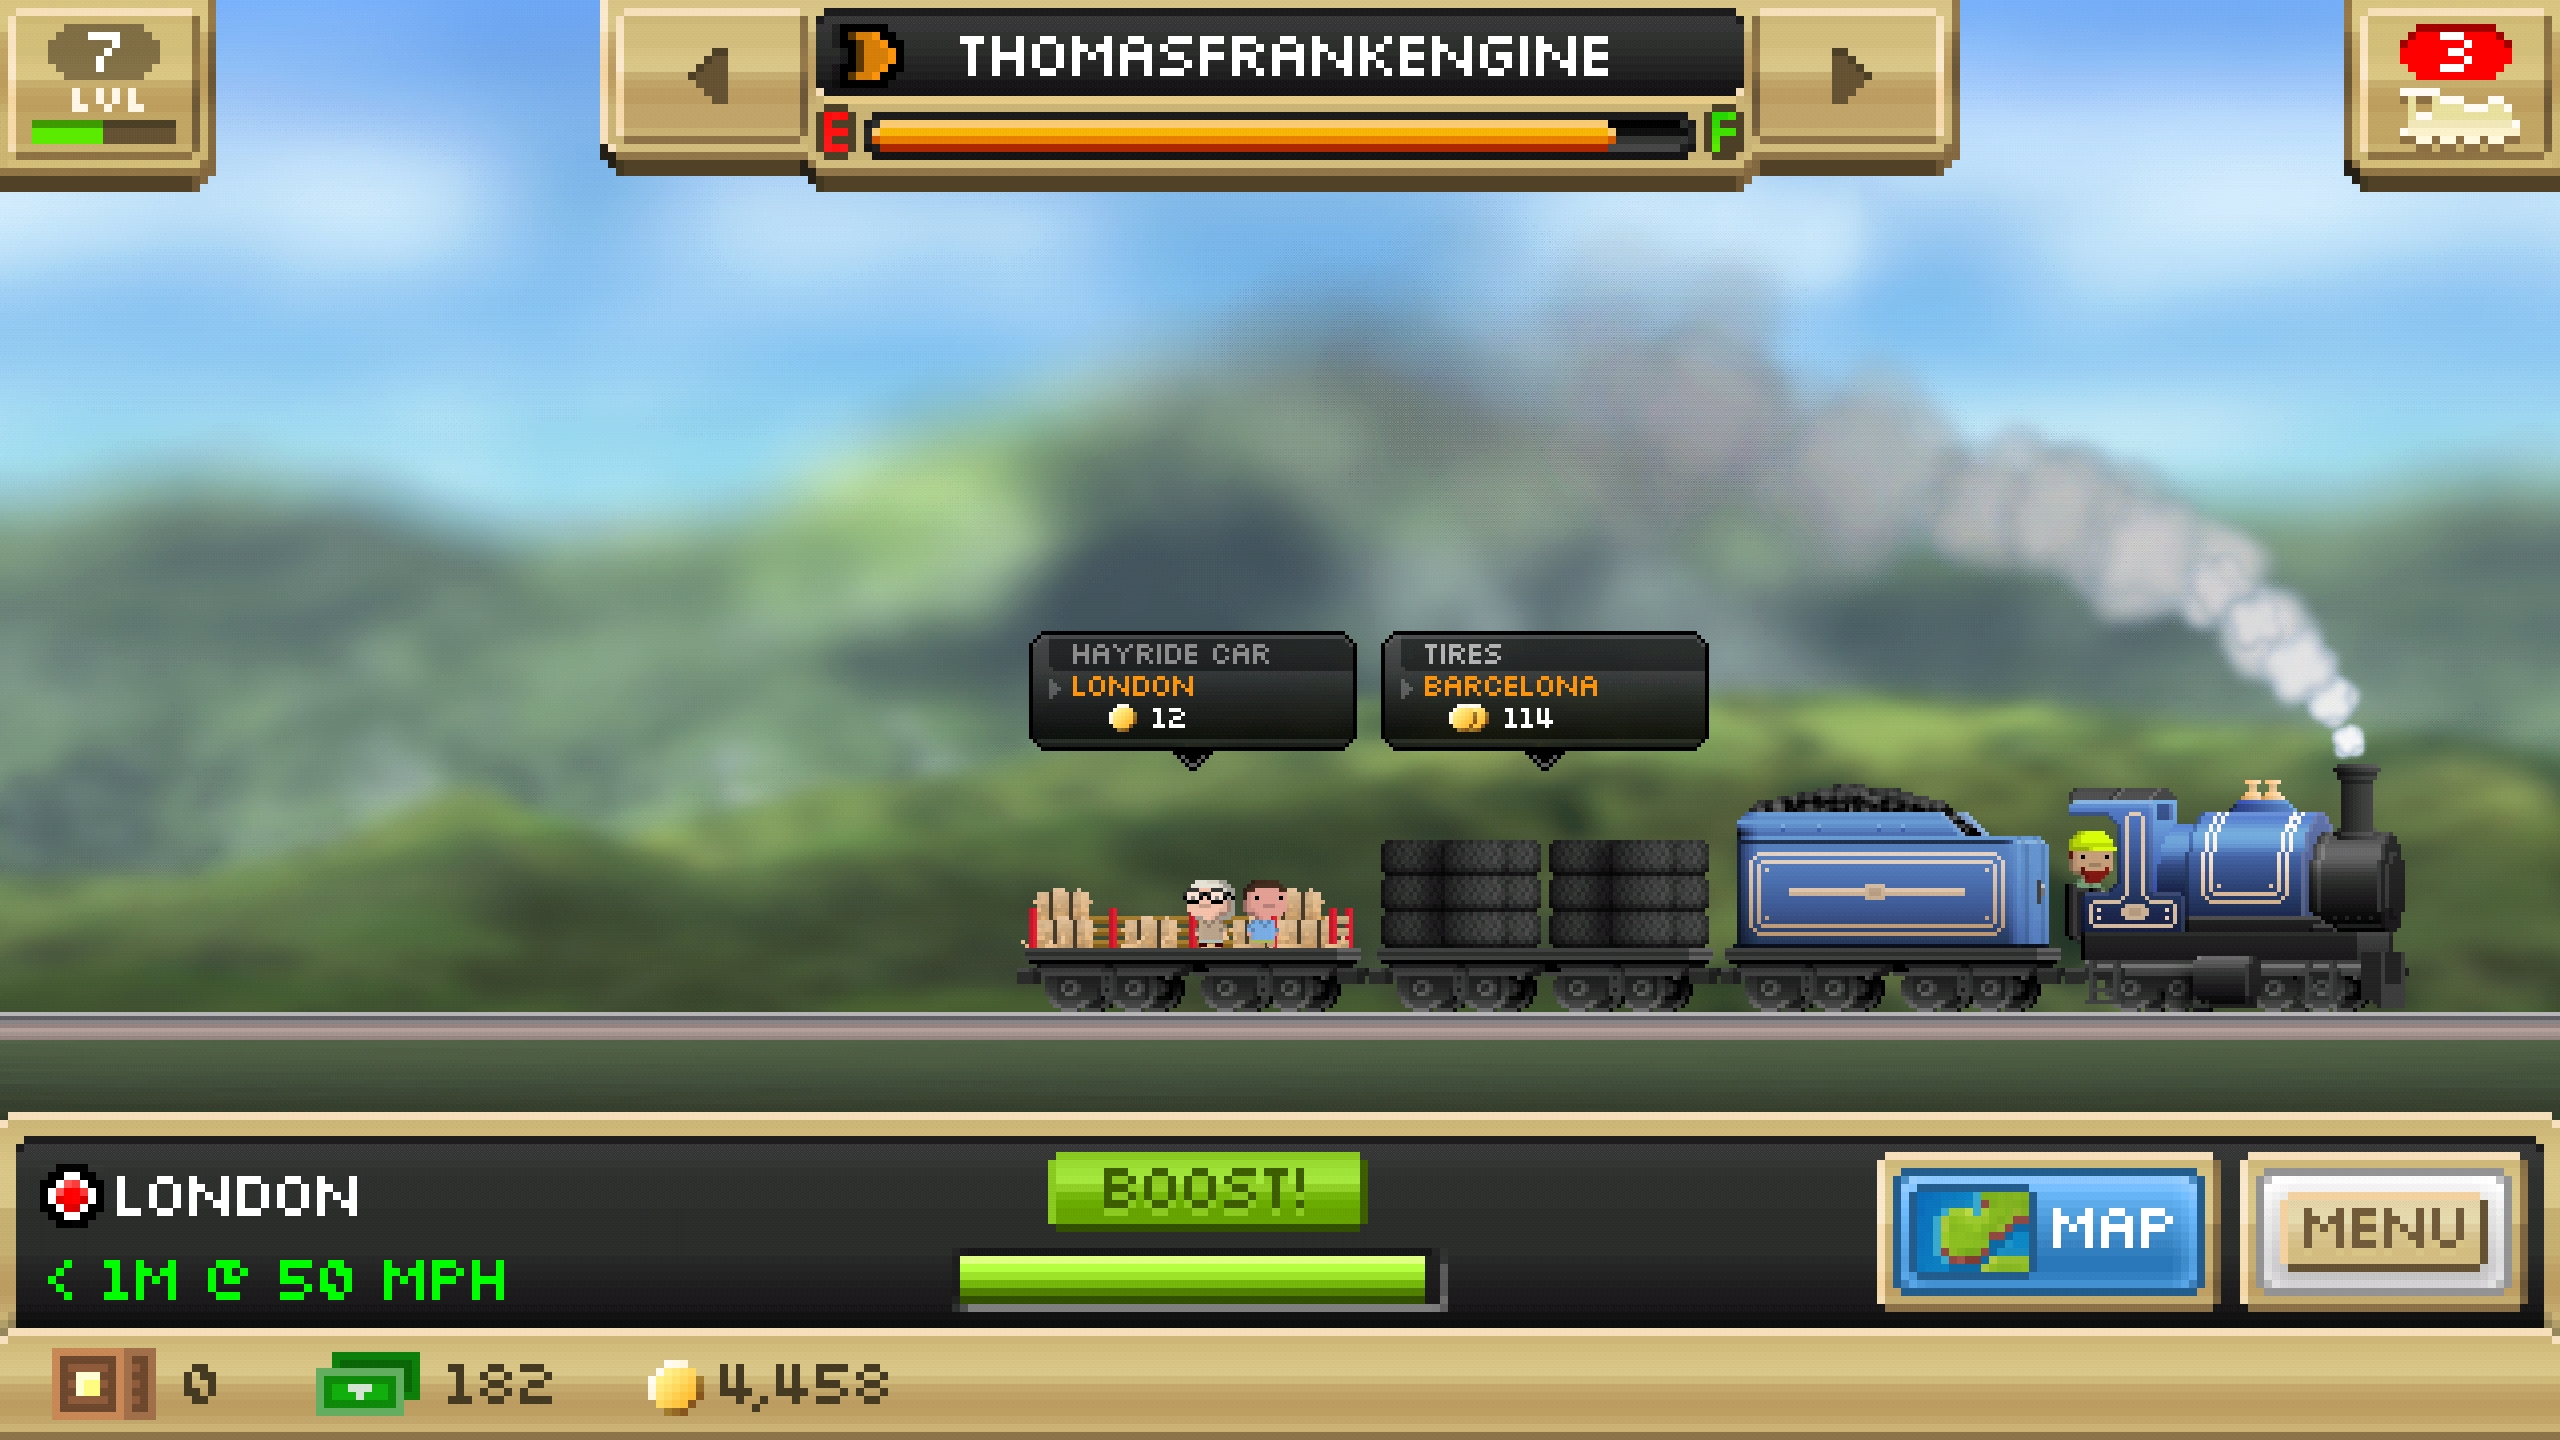 7
LVL
THOMASFRANKENGINE
E F
3
HAYRIDE CAR
LONDON
12
TIRES
BARCELONA
114
LONDON
< 1M @ 50 MPH
BOOST!
MAP
MENU
0 182 4,458